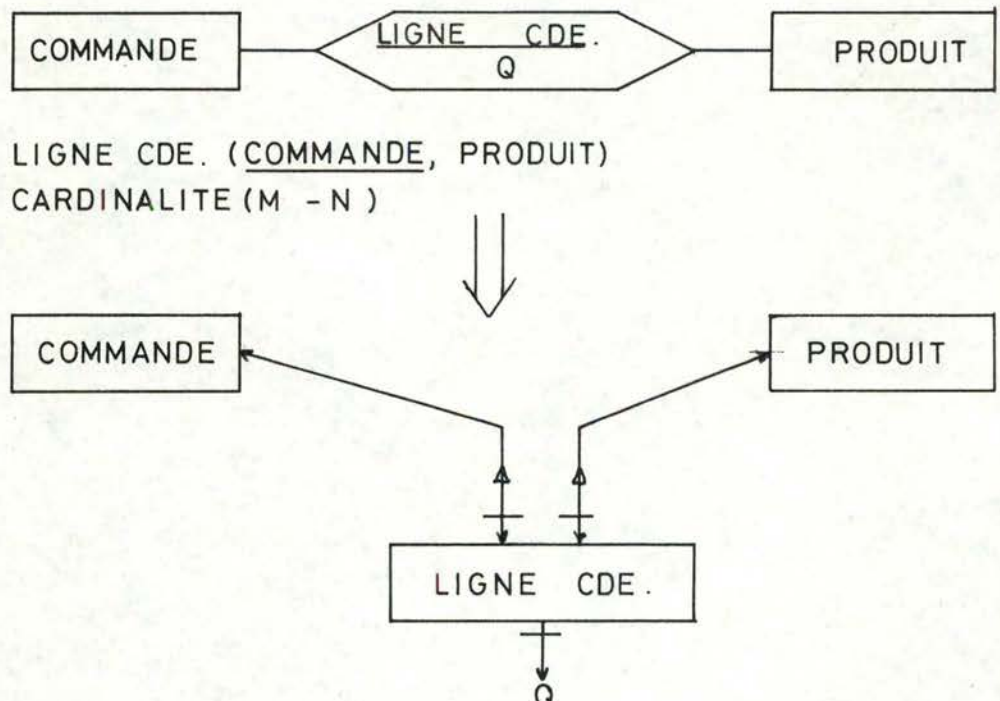 COMMANDE LIGNE CDE. PRODUIT
Q
LIGNE CDE. (COMMANDE, PRODUIT)
CARDINALITE (M - N)
COMMANDE PRODUIT
LIGNE CDE.
Q